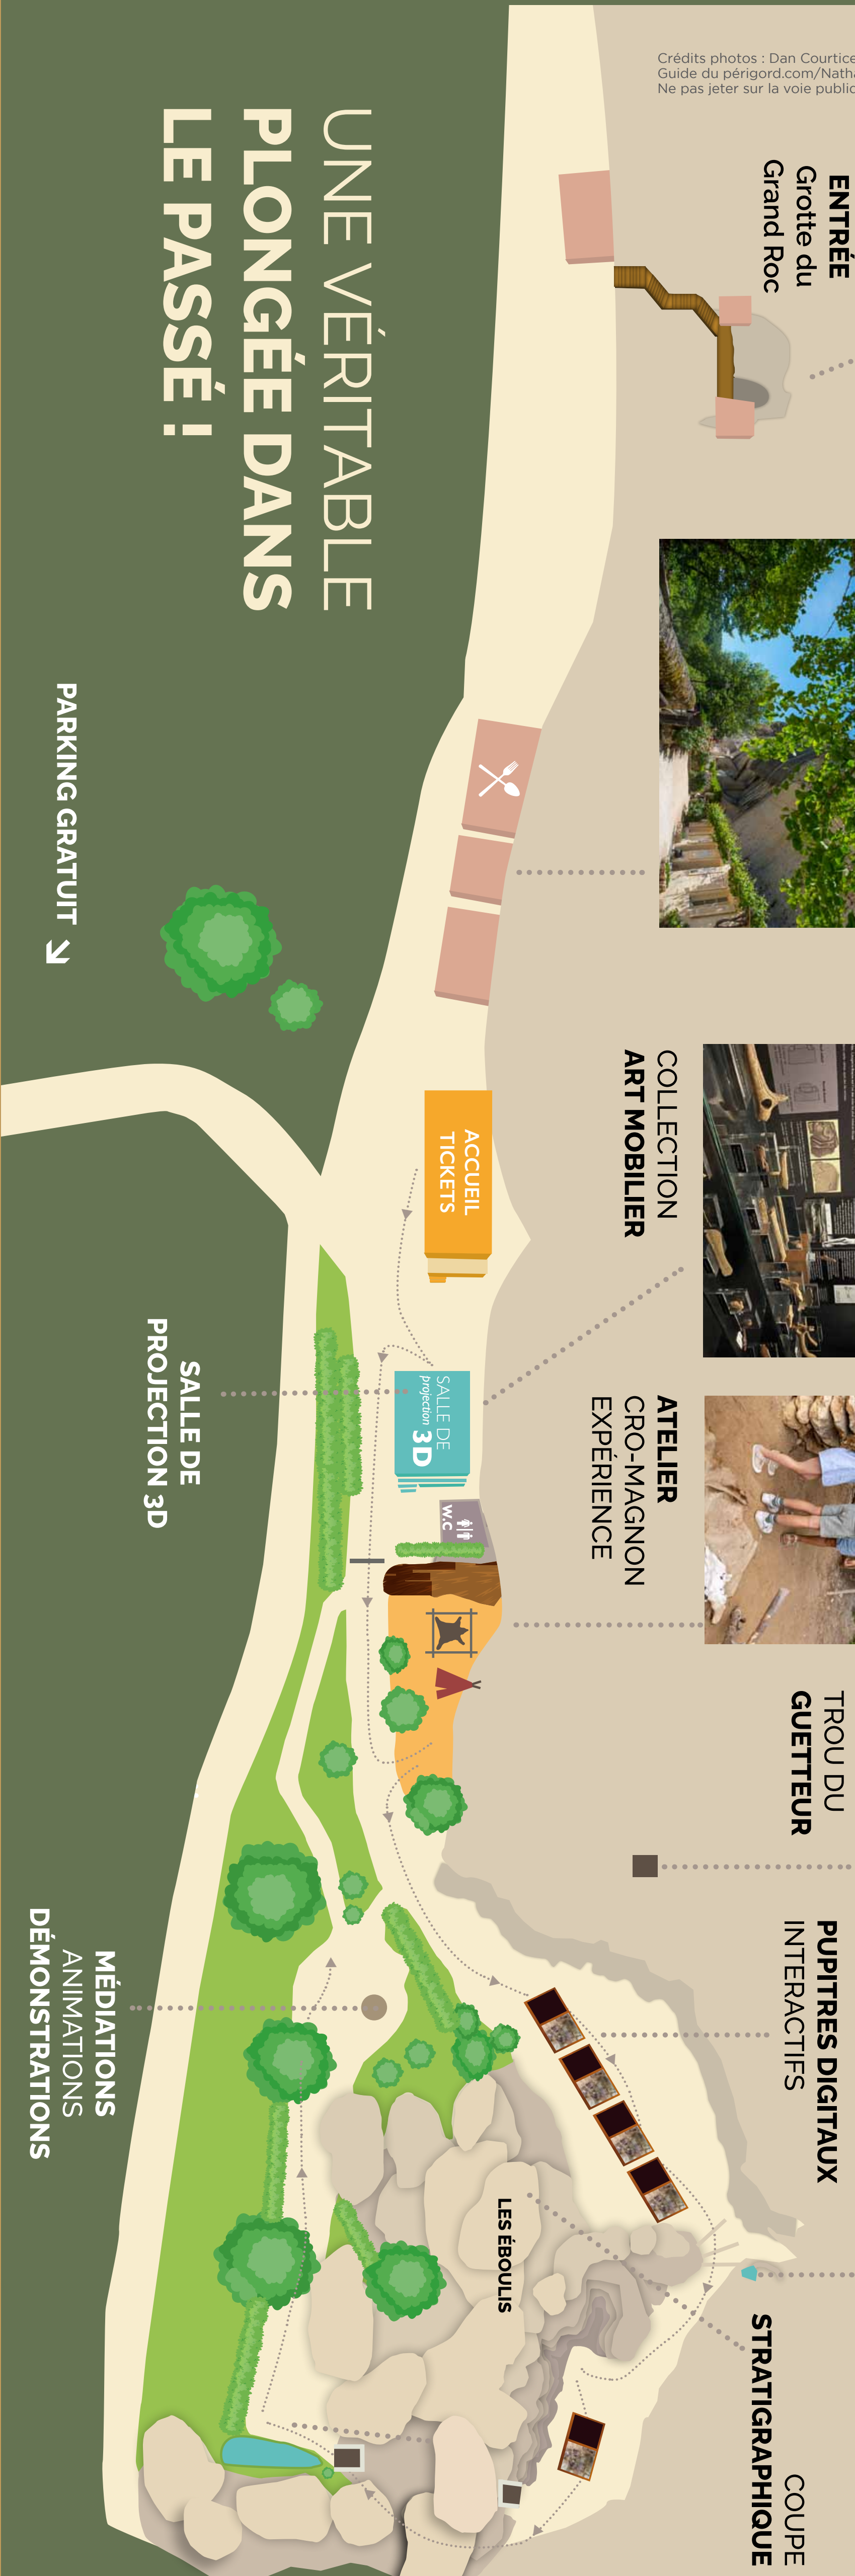 Crédits photos : Dan Courtice
Guide du périgord.com/Natha
Ne pas jeter sur la voie public
ENTRÉE
Grotte du
Grand Roc
UNE VÉRITABLE
PLONGÉE DANS
LE PASSÉ !
PARKING GRATUIT
COLLECTION
ART MOBILIER
ACCUEIL
TICKETS
SALLE DE
PROJECTION 3D
SALLE DE
projection 3D
W.C
ATELIER
CRO-MAGNON
EXPÉRIENCE
TROU DU
GUETTEUR
PUPITRES DIGITAUX
INTERACTIFS
MÉDIATIONS
ANIMATIONS
DÉMONSTRATIONS
LES ÉBOULIS
COUPE
STRATIGRAPHIQUE